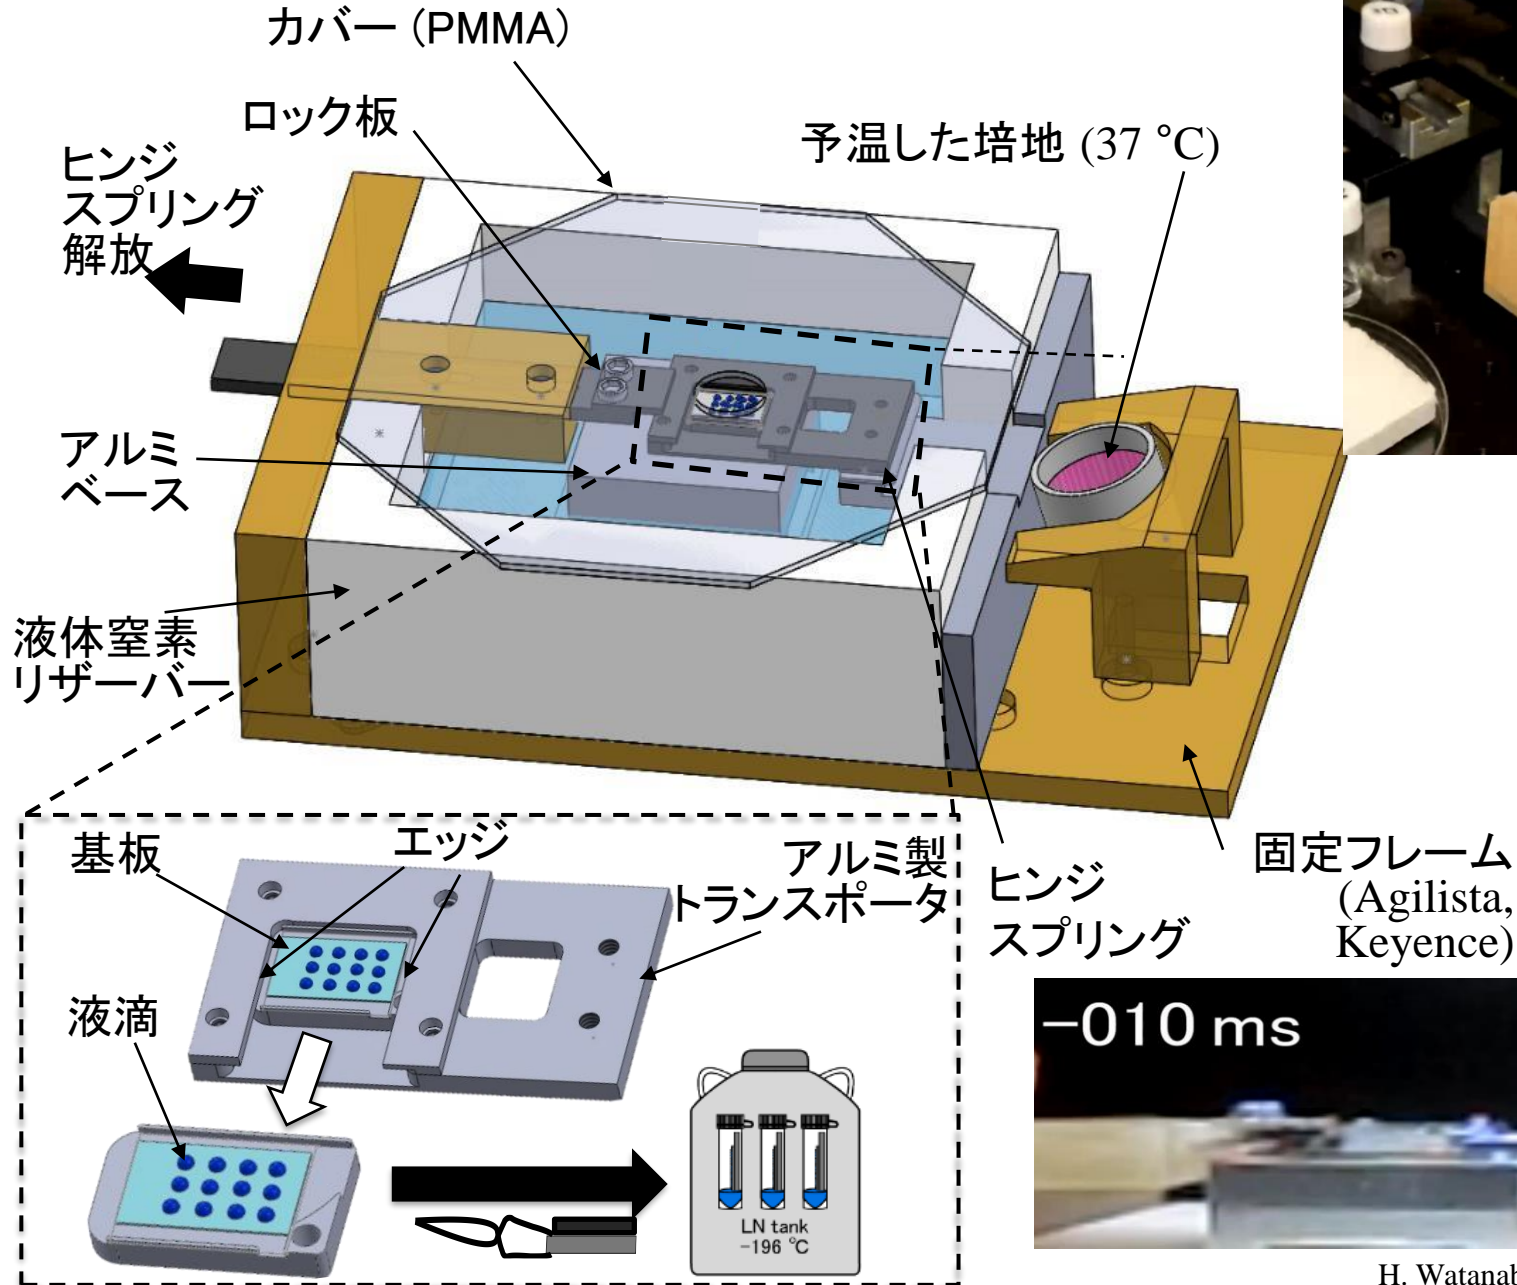 カバー (PMMA)
ロック板
予温した培地 (37 °C)
ヒンジ
スプリング
解放
アルミ
ベース
液体窒素
リザーバー
基板
エッジ
アルミ製
トランスポータ
ヒンジ
スプリング
固定フレーム
(Agilista,
Keyence)
液滴
−010 ms
LN tank
−196 ℃
H. Watanab